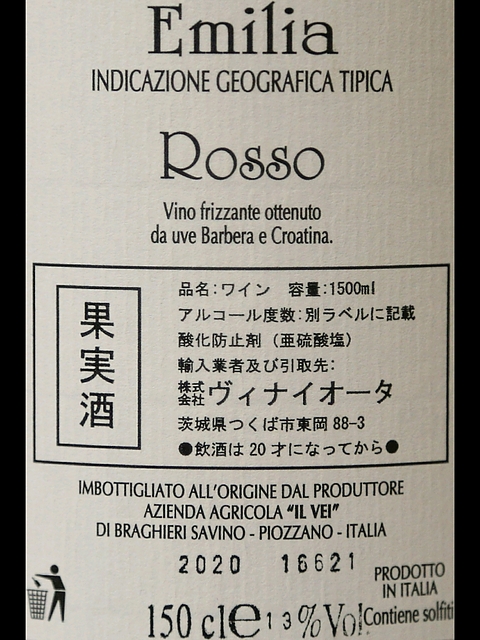 Emilia
INDICAZIONE GEOGRAFICA TIPICA
Rosso
Vino frizzante ottenuto
da uve Barbera e Croatina.
果実酒
品名:ワイン 容量:1500ml
アルコール度数:別ラベルに記載
酸化防止剤(亜硫酸塩)
輸入業者及び引取先:
株式会社ヴィナイオータ
茨城県つくば市東岡 88-3
●飲酒は 20 才になってから●
IMBOTTIGLIATO ALL'ORIGINE DAL PRODUTTORE
AZIENDA AGRICOLA "IL VEI"
DI BRAGHIERI SAVINO - PIOZZANO - ITALIA
2020 16621
PRODOTTO
IN ITALIA
150 cl e 13% Vol. Contiene solfiti